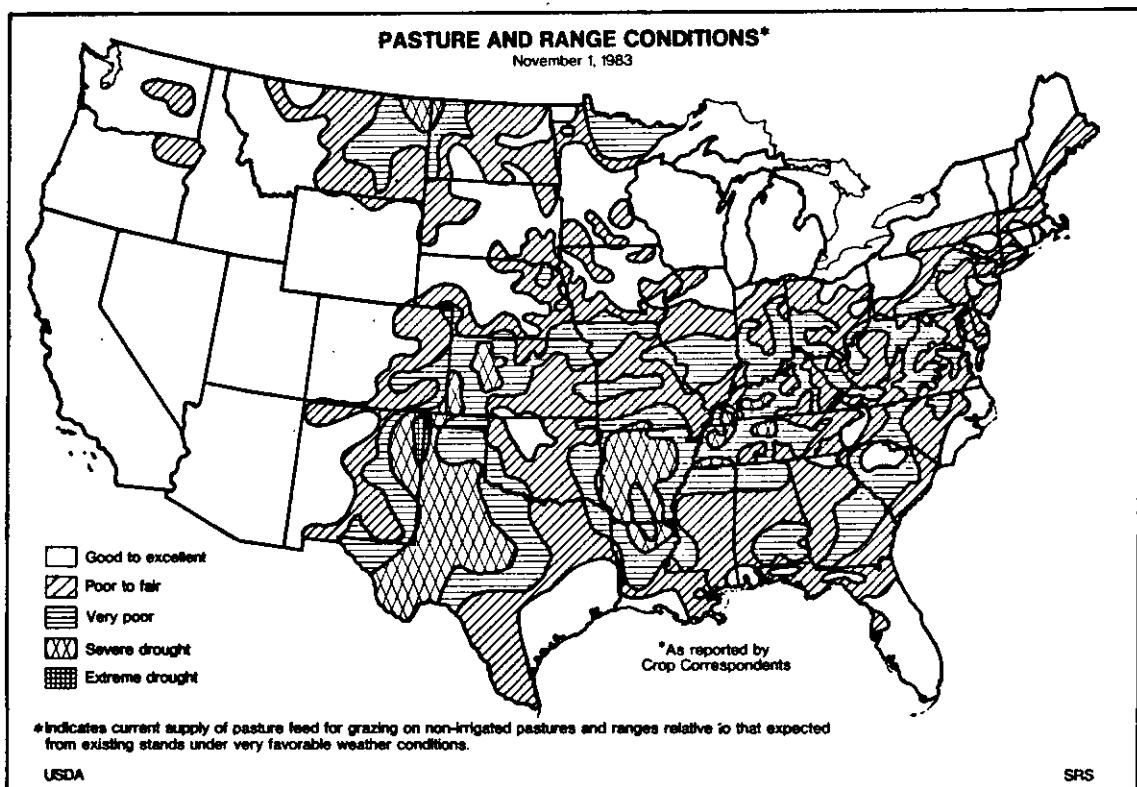 PASTURE AND RANGE CONDITIONS*
November 1, 1983
Good to excellent
Poor to fair
Very poor
Severe drought
Extreme drought
*As reported by
Crop Correspondents
*Indicates current supply of pasture feed for grazing on non-irrigated pastures and ranges relative to that expected
from existing stands under very favorable weather conditions.
USDA
SRS